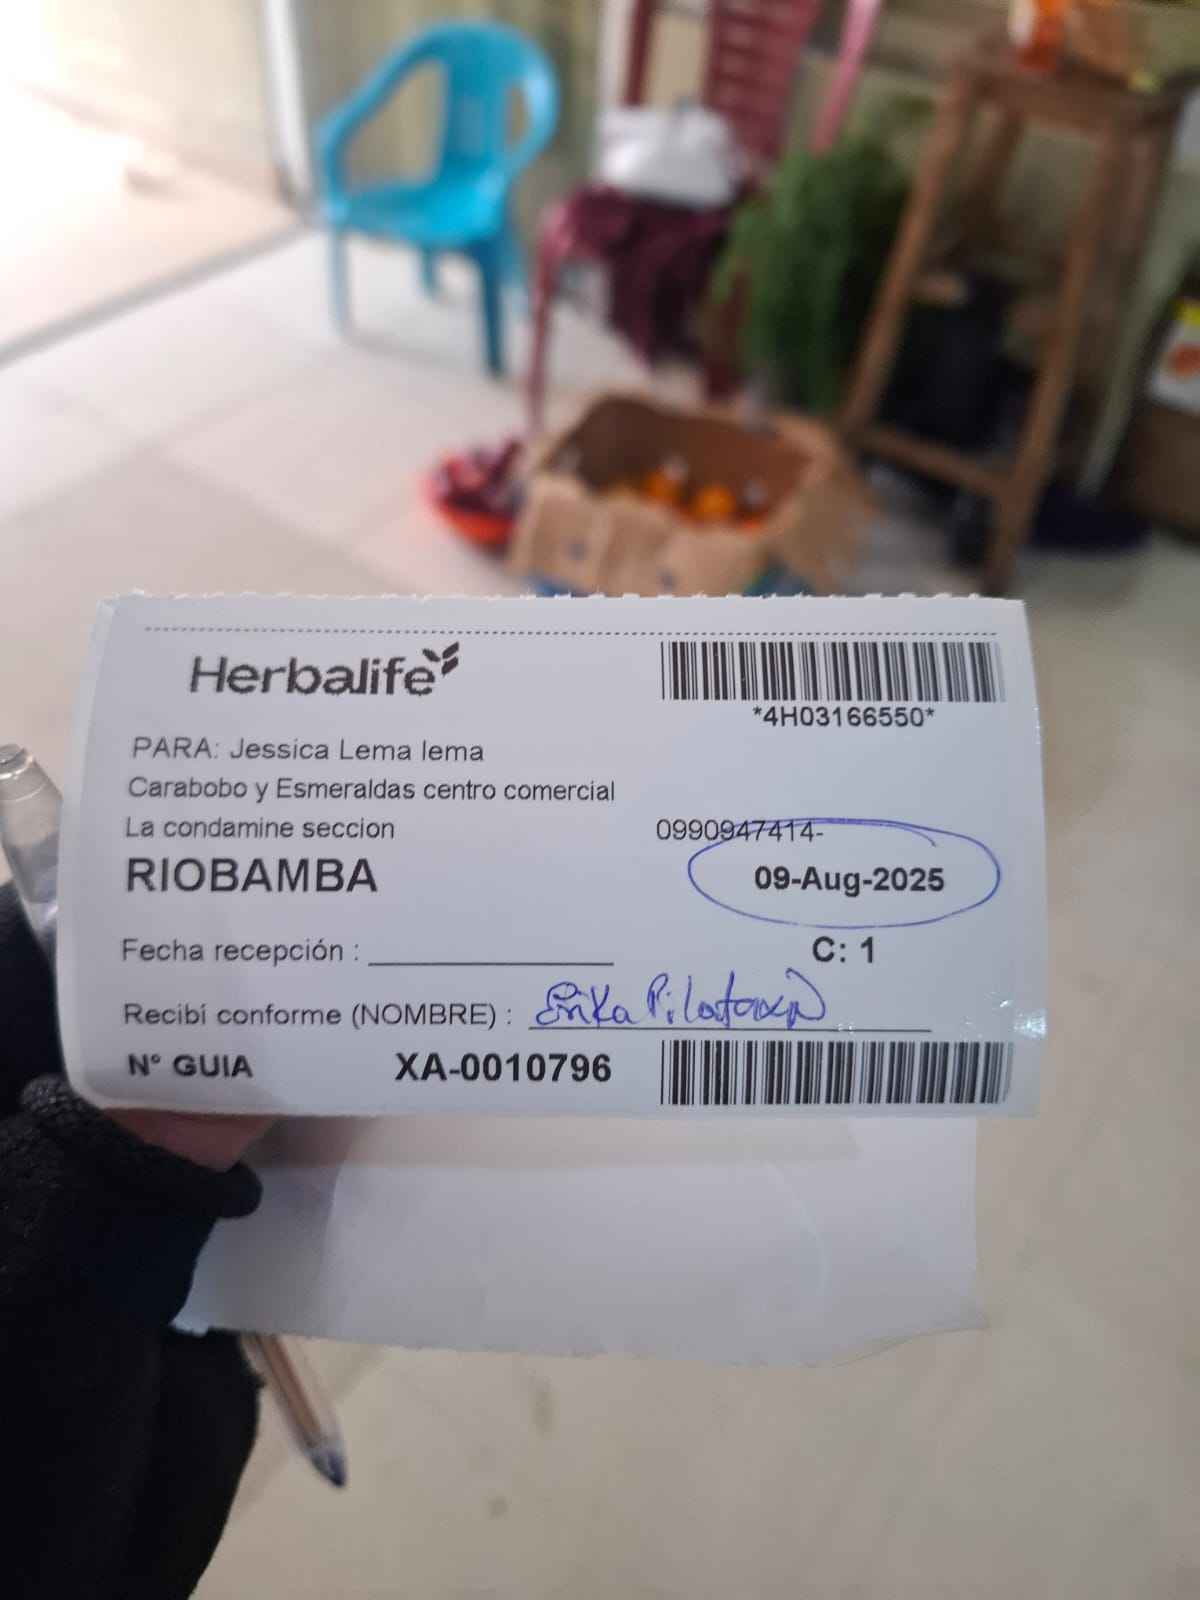 Herbalife
*4H03166550*
PARA: Jessica Lema lema
Carabobo y Esmeraldas centro comercial
La condamine seccion 0990947414-
RIOBAMBA 09-Aug-2025
Fecha recepción : C: 1
Recibí conforme (NOMBRE) : Erika Pilataxi
Nº GUIA XA-0010796